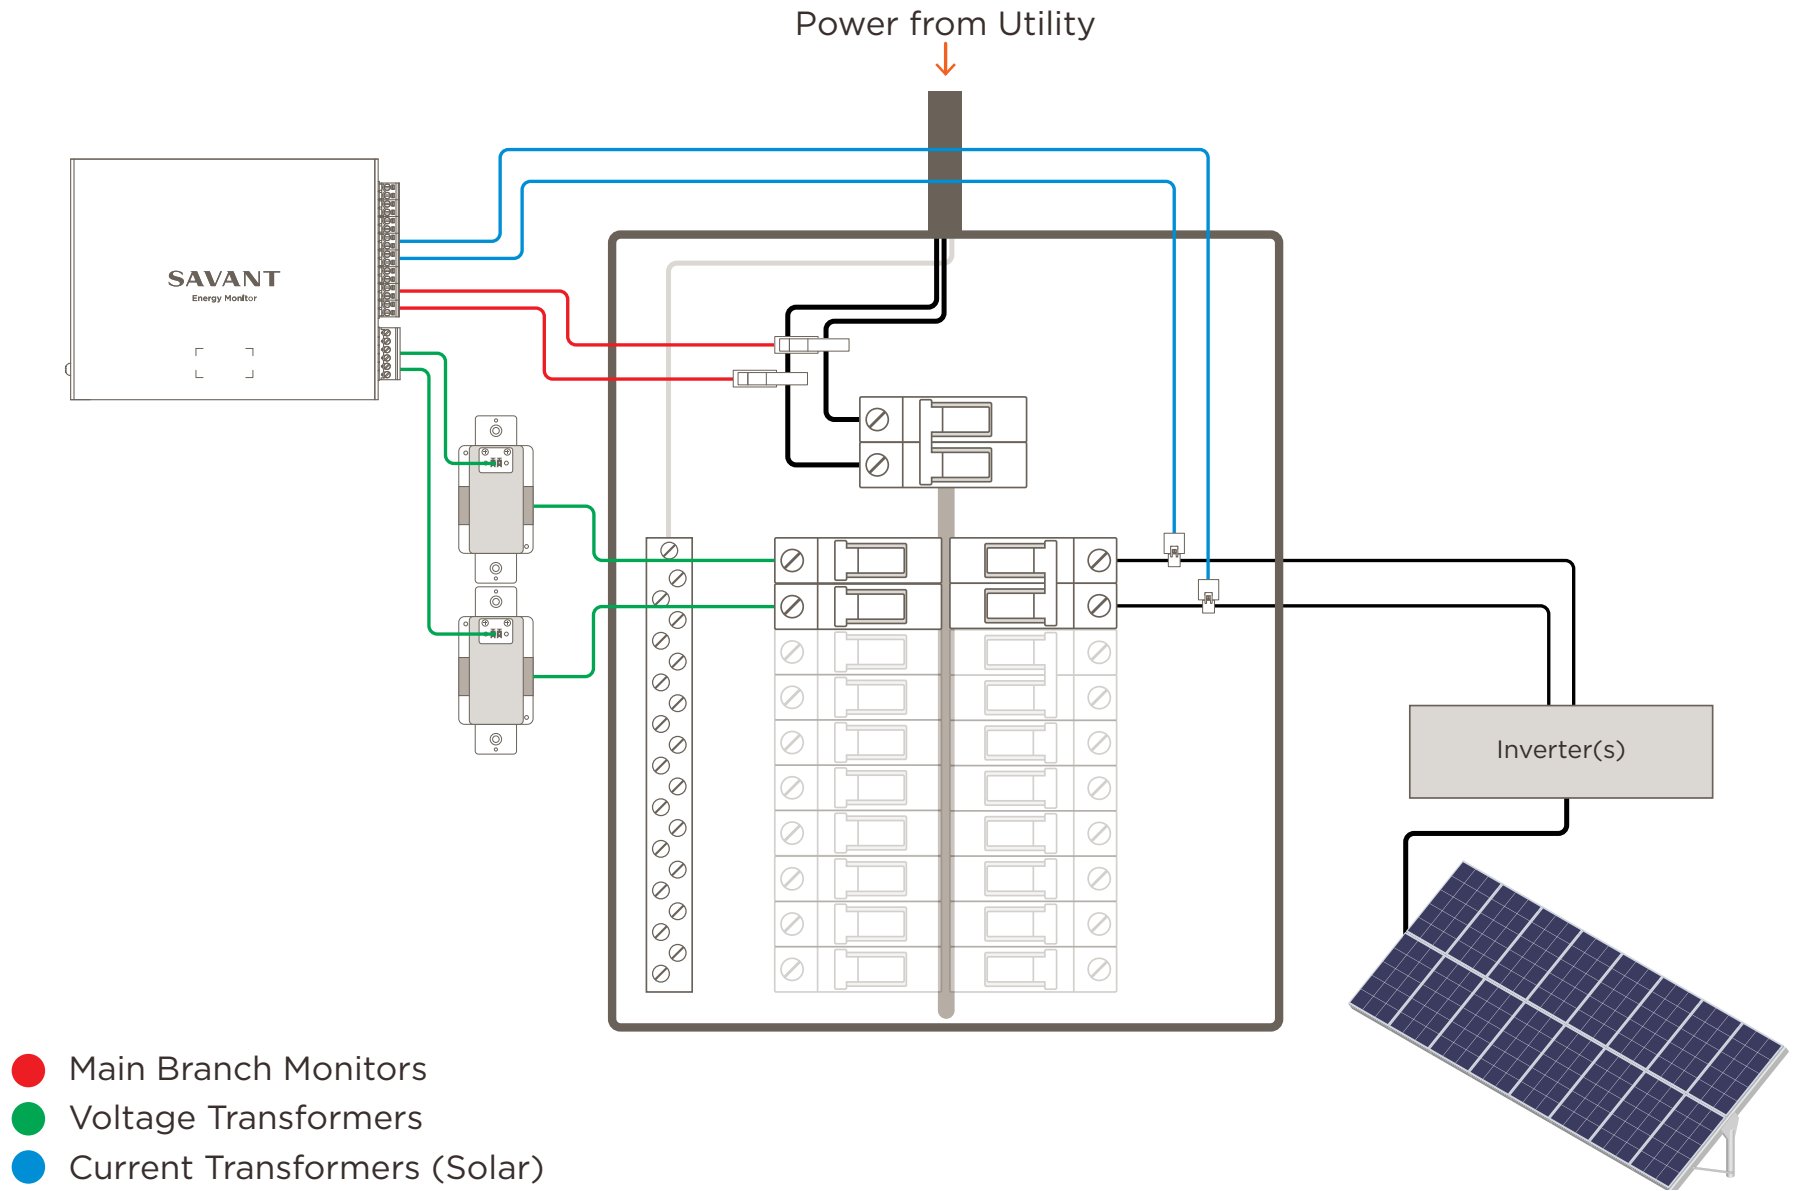 Power from Utility
SAVANT
Energy Monitor
Inverter(s)
Main Branch Monitors
Voltage Transformers
Current Transformers (Solar)